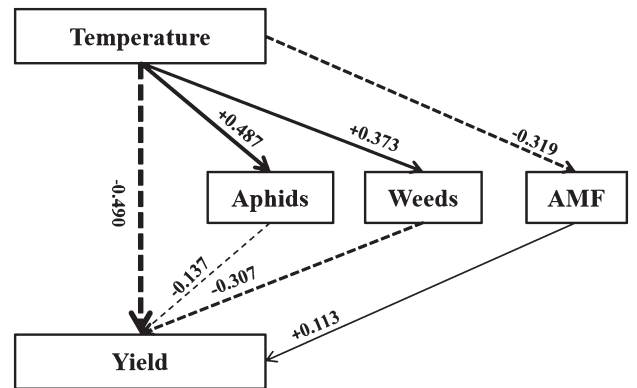 Temperature
+0.487
+0.373
-0.319
-0.490
Aphids
Weeds
AMF
-0.137
-0.307
+0.113
Yield